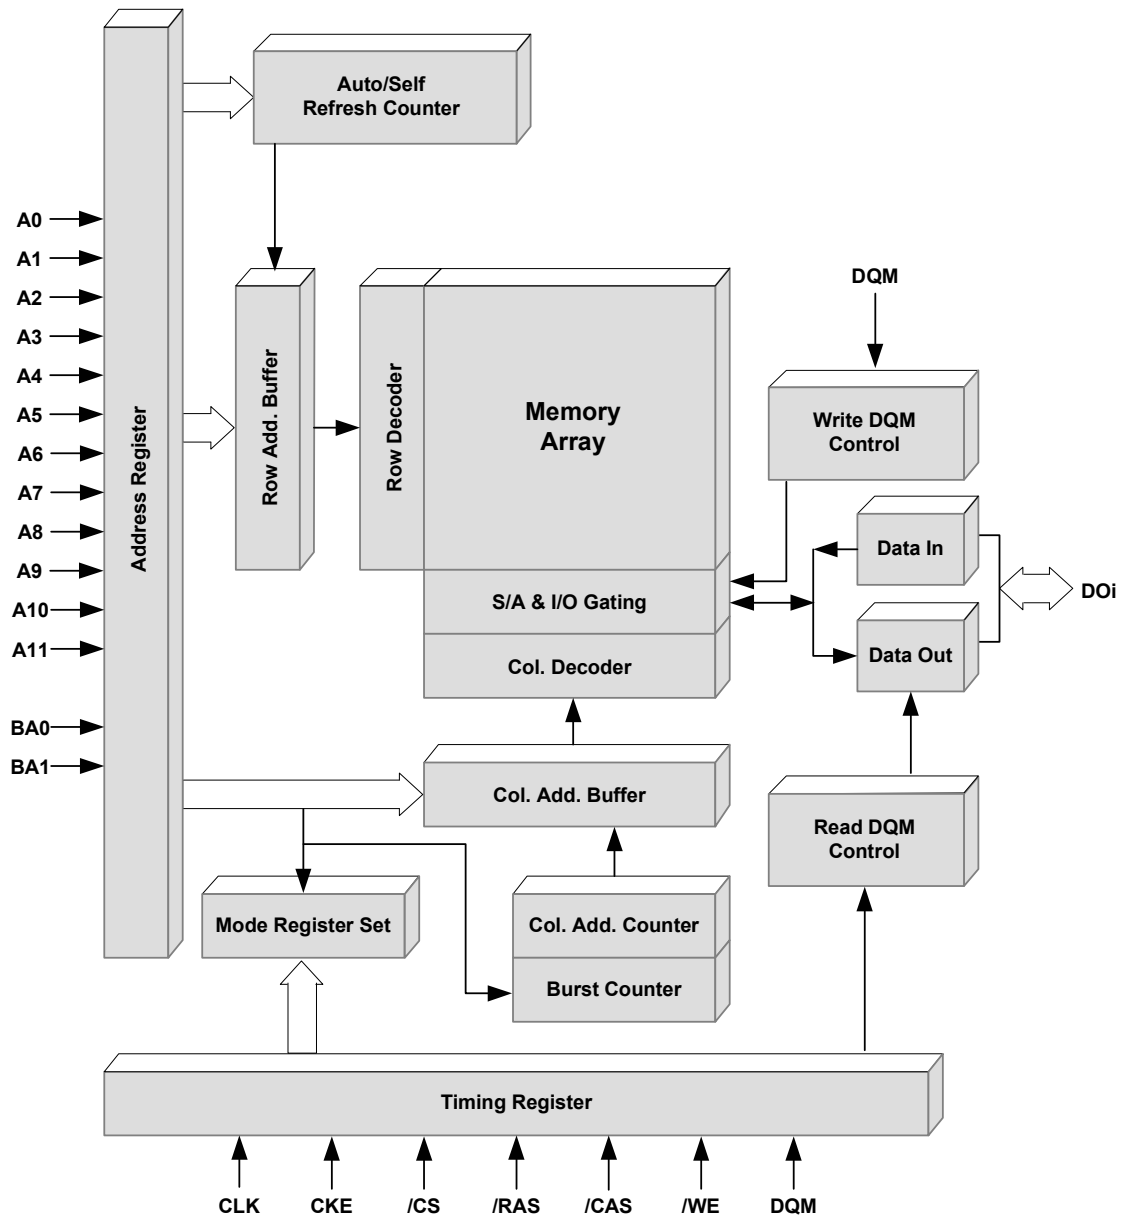 Auto/Self
Refresh Counter
A0
A1
A2
A3
A4
A5
A6
A7
A8
A9
A10
A11
BA0
BA1
Address Register
Row Add. Buffer
Row Decoder
Memory
Array
DQM
Write DQM
Control
Data In
DOi
S/A & I/O Gating
Data Out
Col. Decoder
Col. Add. Buffer
Read DQM
Control
Mode Register Set
Col. Add. Counter
Burst Counter
Timing Register
CLK
CKE
/CS
/RAS
/CAS
/WE
DQM